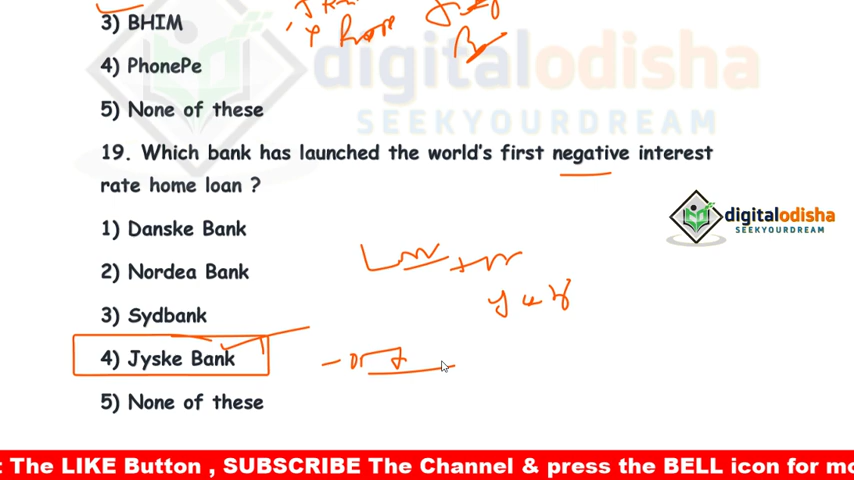 3) BHIM
4) PhonePe
5) None of these
digitalodisha
SEEKYOURDREAM
19. Which bank has launched the world's first negative interest
rate home loan ?
1) Danske Bank
2) Nordea Bank
3) Sydbank
4) Jyske Bank
5) None of these
digitalodisha
SEEKYOURDREAM
The LIKE Button , SUBSCRIBE The Channel & press the BELL icon for mo